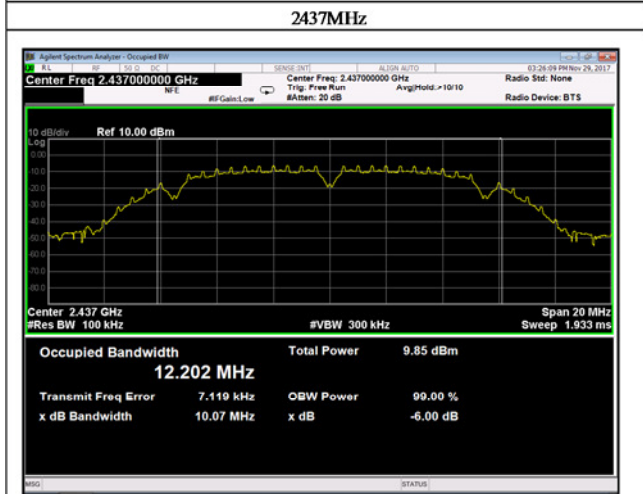 2437MHz
Agilent Spectrum Analyzer - Occupied BW
RL RF 50 Ω DC SENSE:INT ALIGN AUTO 03:26:09 PM Nov 29, 2017
Center Freq 2.437000000 GHz Center Freq: 2.437000000 GHz Radio Std: None
NFE Trig: Free Run Avg|Hold:>10/10
#IFGain:Low #Atten: 20 dB Radio Device: BTS
10 dB/div Ref 10.00 dBm
Log
0.00
-10.0
-20.0
-30.0
-40.0
-50.0
-60.0
-70.0
-80.0
Center 2.437 GHz Span 20 MHz
#Res BW 100 kHz #VBW 300 kHz Sweep 1.933 ms
Occupied Bandwidth Total Power 9.85 dBm
12.202 MHz
Transmit Freq Error 7.119 kHz OBW Power 99.00 %
x dB Bandwidth 10.07 MHz x dB -6.00 dB
MSG STATUS